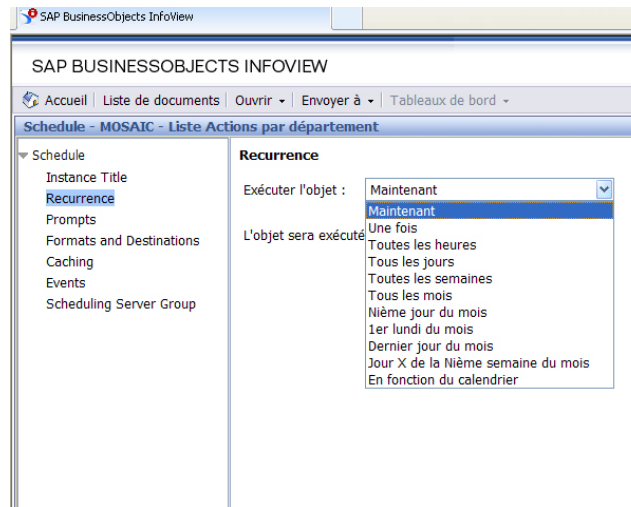 SAP BusinessObjects InfoView
SAP BUSINESSOBJECTS INFOVIEW
Accueil Liste de documents Ouvrir Envoyer à Tableaux de bord
Schedule - MOSAIC - Liste Actions par département
Schedule
Instance Title
Recurrence
Prompts
Formats and Destinations
Caching
Events
Scheduling Server Group
Recurrence
Exécuter l'objet : Maintenant
L'objet sera exécuté
Maintenant
Une fois
Toutes les heures
Tous les jours
Toutes les semaines
Tous les mois
Nième jour du mois
1er lundi du mois
Dernier jour du mois
Jour X de la Nième semaine du mois
En fonction du calendrier